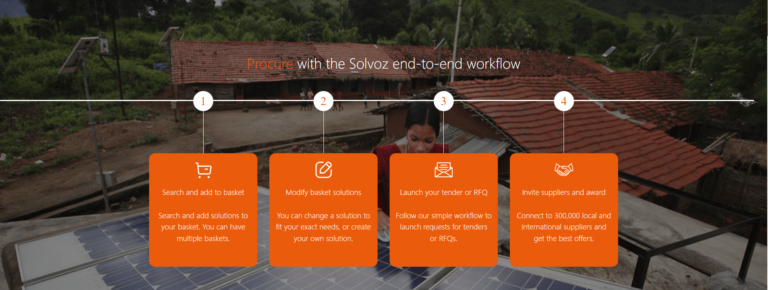 Procure with the Solvoz end-to-end workflow
1
2
3
4
Search and add to basket
Search and add solutions to
your basket. You can have
multiple baskets.
Modify basket solutions
You can change a solution to
fit your exact needs, or create
your own solution.
Launch your tender or RFQ
Follow our simple workflow to
launch requests for tenders
or RFQs.
Invite suppliers and award
Connect to 300,000 local and
international suppliers and
get the best offers.